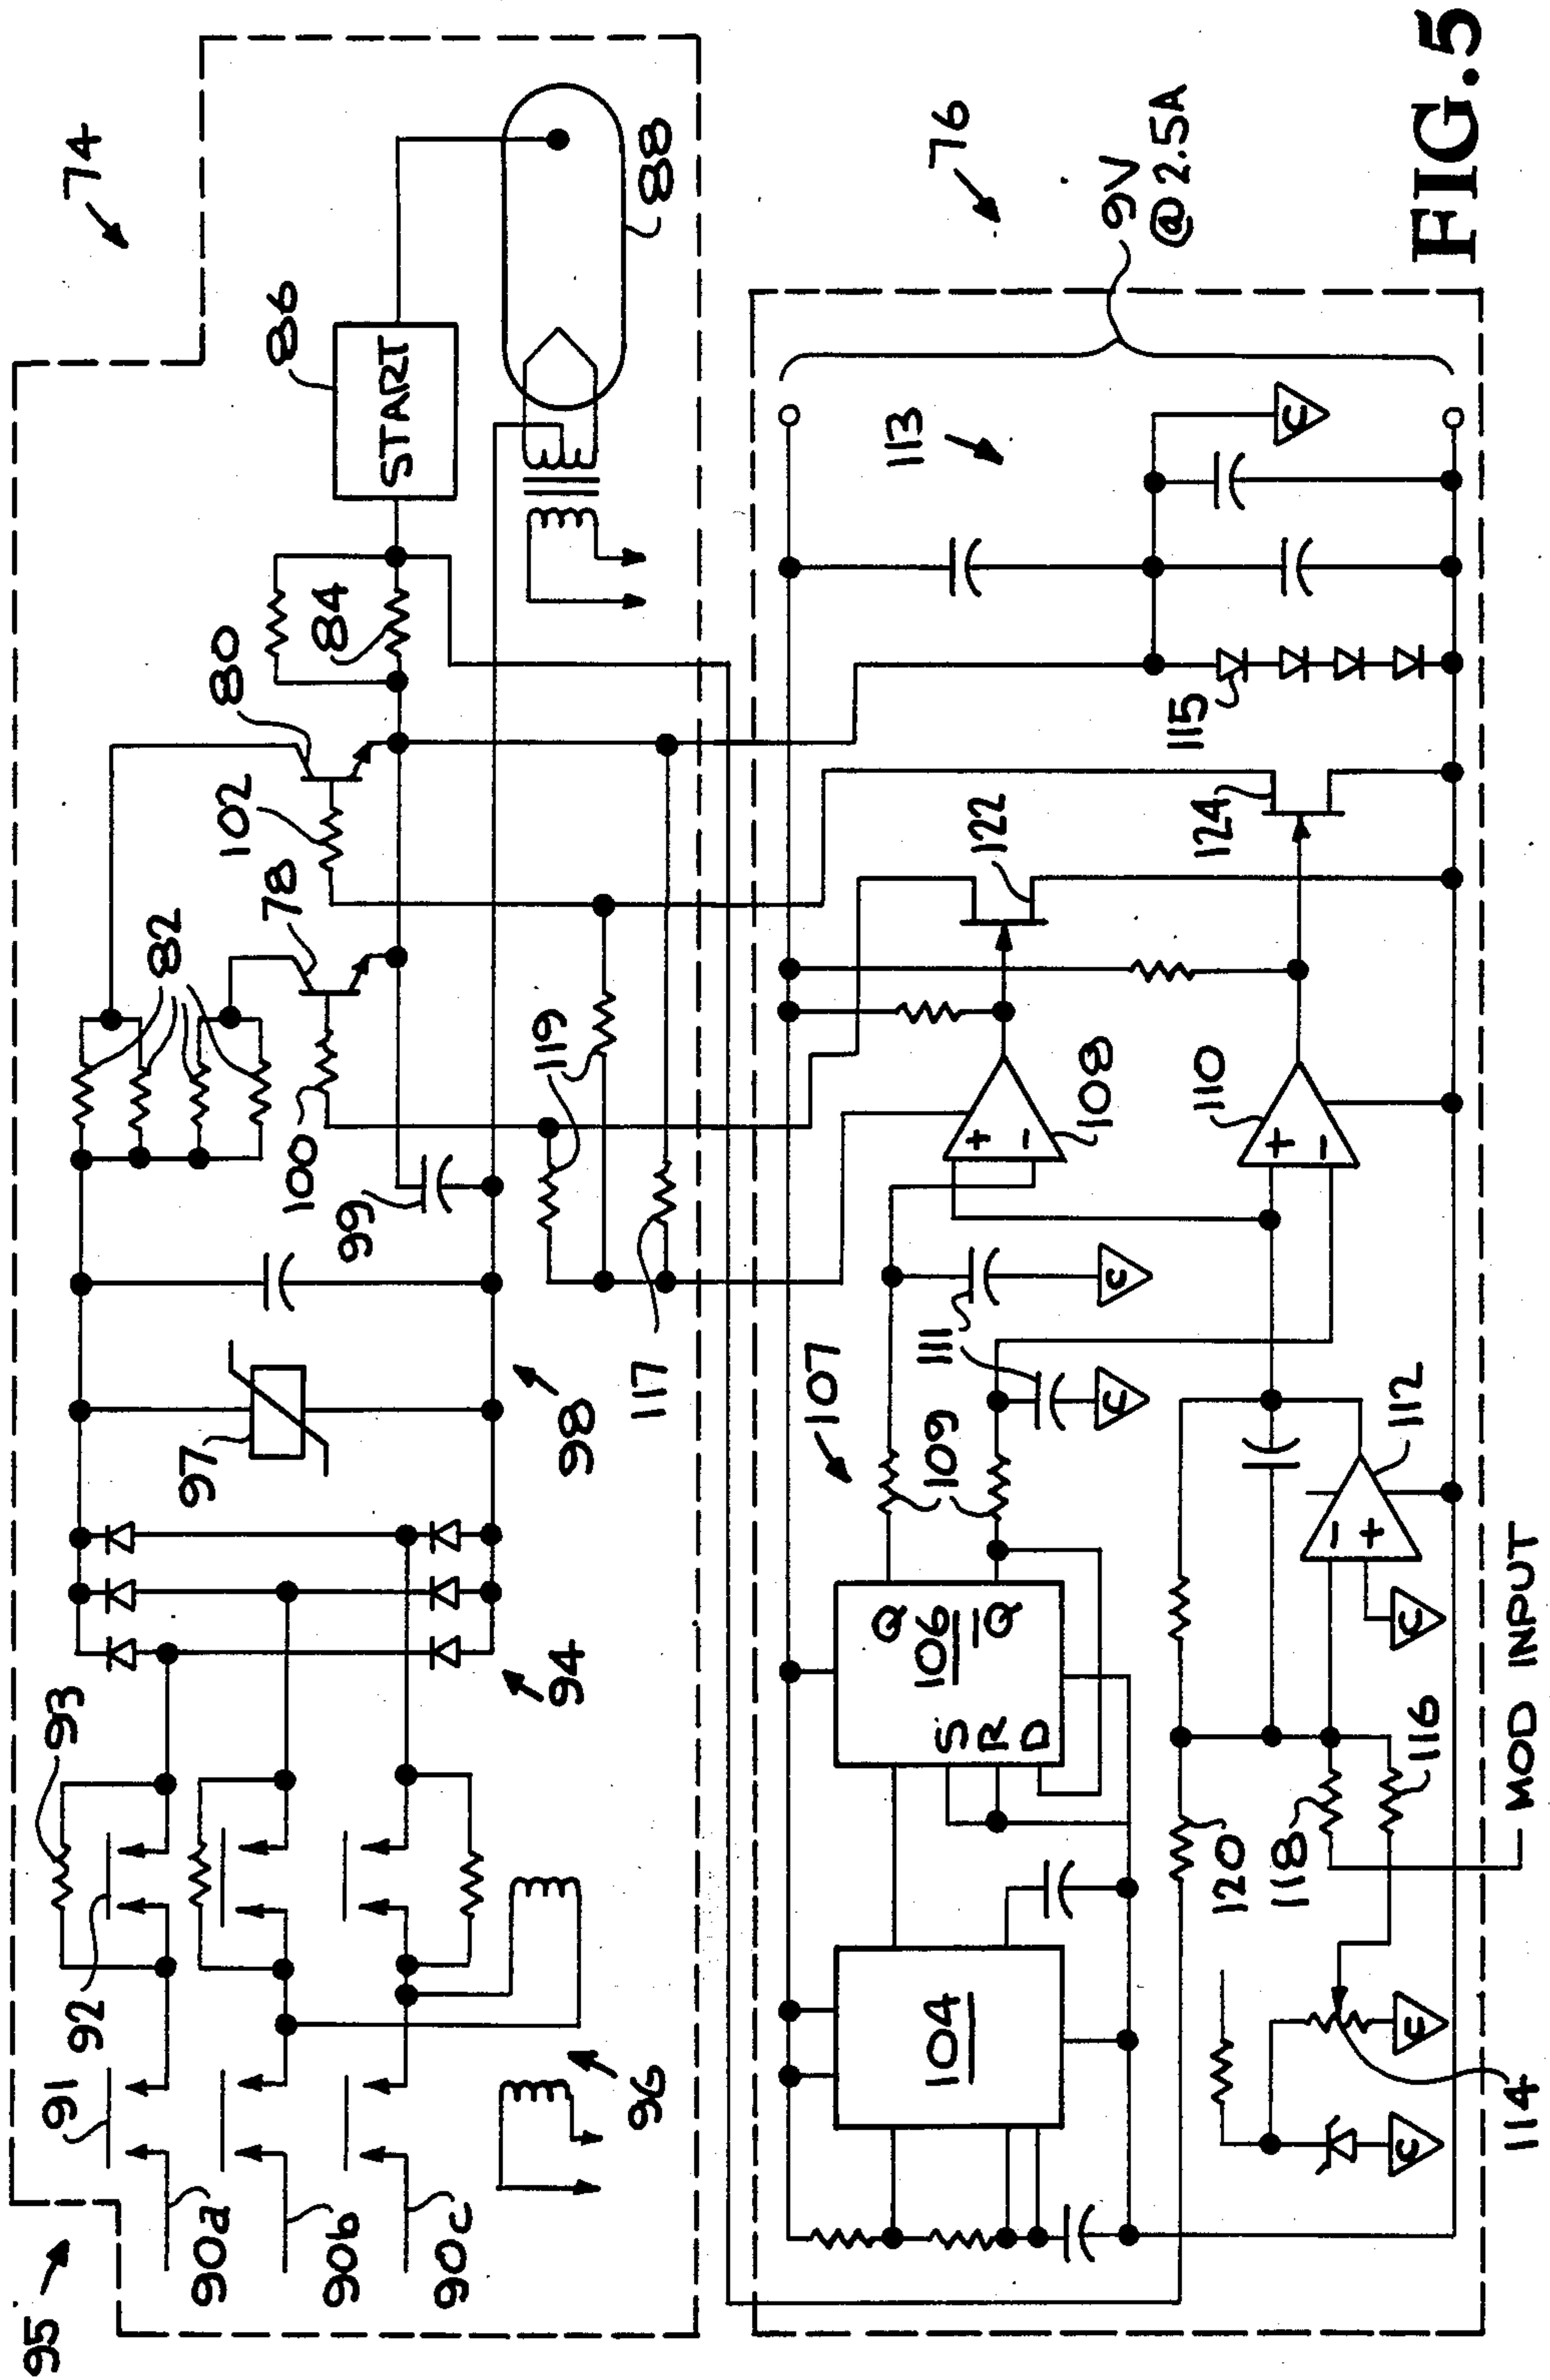 95
74
91
93
92
90a
90b
90c
96
94
97
98
99
82
100
78
102
80
84
86
START
88
117
119
76
9V
@ 2.5A
107
109
111
C
C
113
C
115
122
124
+
-
108
+
-
110
104
106
Q
Q̅
S
R
D
120
118
116
114
C
E
C
-
+
112
MOD INPUT
FIG.5